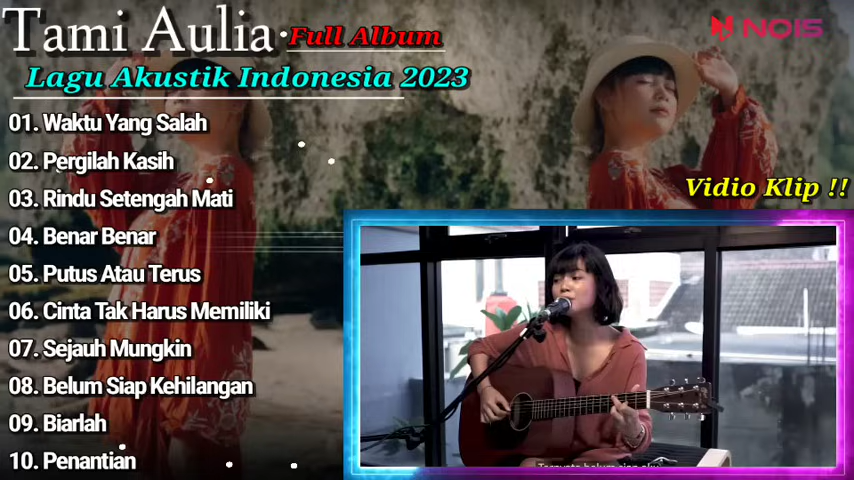 Tami Aulia Full Album
NOIS
Lagu Akustik Indonesia 2023
01. Waktu Yang Salah
02. Pergilah Kasih
03. Rindu Setengah Mati
04. Benar Benar
05. Putus Atau Terus
06. Cinta Tak Harus Memiliki
07. Sejauh Mungkin
08. Belum Siap Kehilangan
09. Biarlah
10. Penantian
Vidio Klip !!